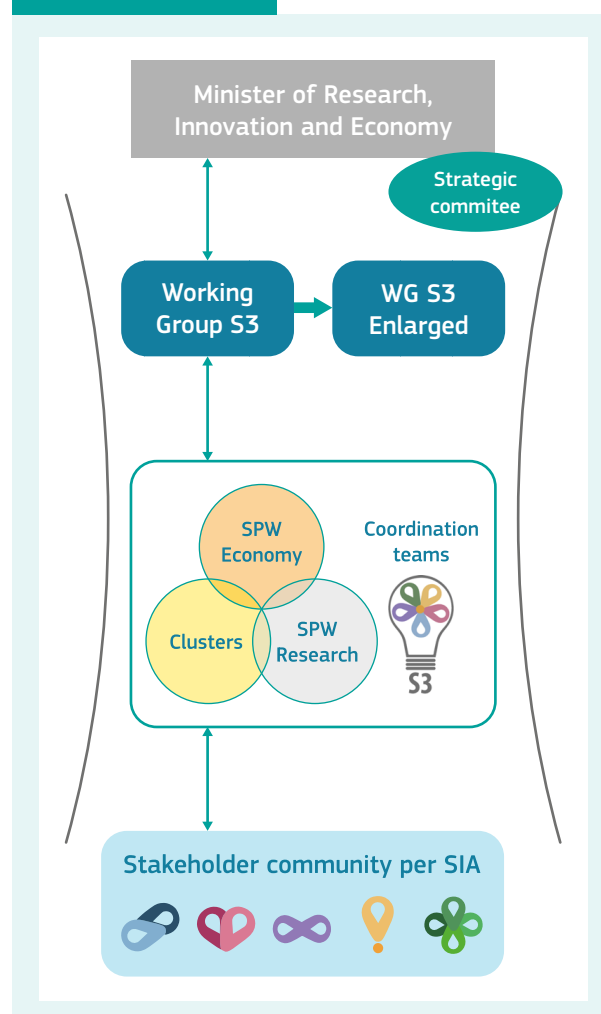 Minister of Research,
Innovation and Economy
Strategic
commitee
Working
Group S3
WG S3
Enlarged
SPW
Economy
Coordination
teams
Clusters
SPW
Research
S3
Stakeholder community per SIA